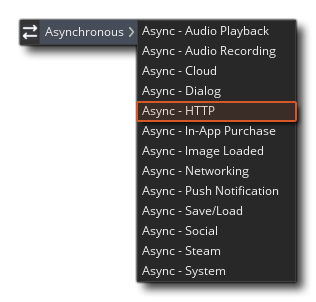 Asynchronous
Async - Audio Playback
Async - Audio Recording
Async - Cloud
Async - Dialog
Async - HTTP
Async - In-App Purchase
Async - Image Loaded
Async - Networking
Async - Push Notification
Async - Save/Load
Async - Social
Async - Steam
Async - System